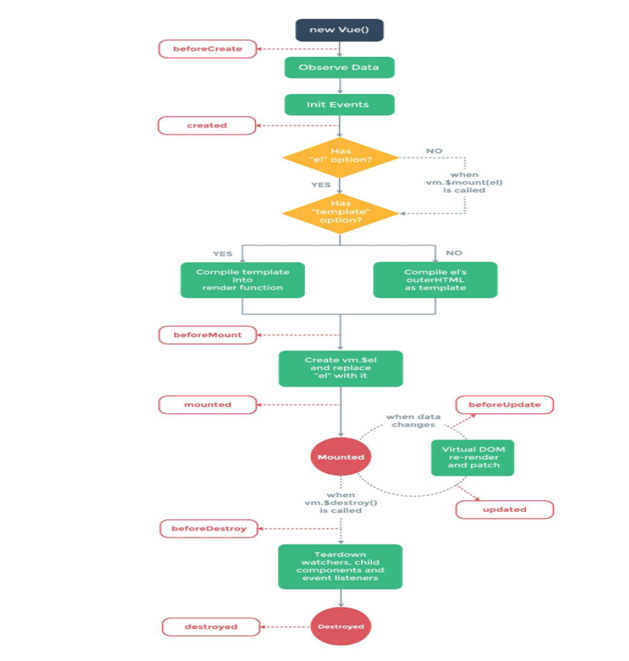 new Vue()
beforeCreate
Observe Data
Init Events
created
Has
"el" option?
NO
when
vm.$mount(el)
is called
YES
Has
"template"
option?
YES
NO
Compile template
into
render function
Compile el's
outerHTML
as template
beforeMount
Create vm.$el
and replace
"el" with it
mounted
when data
changes
beforeUpdate
Mounted
Virtual DOM
re-render
and patch
when
vm.$destroy()
is called
updated
beforeDestroy
Teardown
watchers, child
components and
event listeners
destroyed
Destroyed